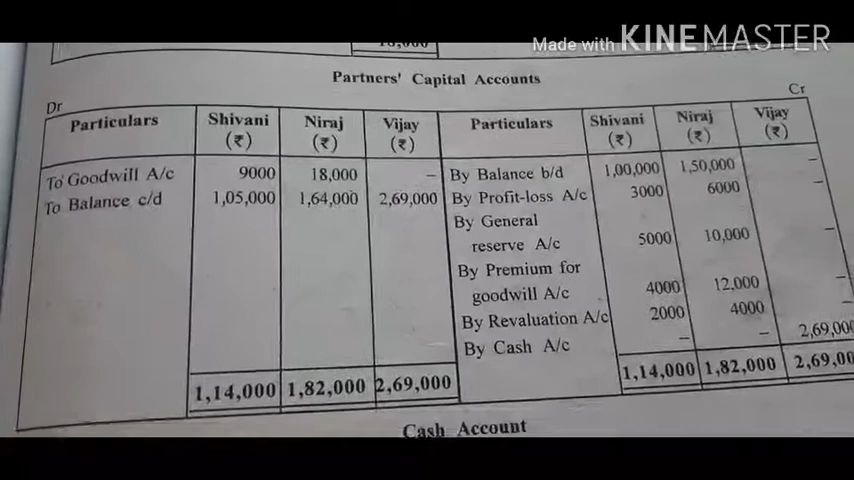 18,000
Made with KINEMASTER
Partners' Capital Accounts
Dr Cr
Particulars Shivani (₹) Niraj (₹) Vijay (₹) Particulars Shivani (₹) Niraj (₹) Vijay (₹)
To Goodwill A/c 9000 18,000 – By Balance b/d 1,00,000 1,50,000 –
To Balance c/d 1,05,000 1,64,000 2,69,000 By Profit-loss A/c 3000 6000 –
By General
reserve A/c 5000 10,000 –
By Premium for
goodwill A/c 4000 12,000 –
By Revaluation A/c 2000 4000 –
By Cash A/c – – 2,69,000
1,14,000 1,82,000 2,69,000 1,14,000 1,82,000 2,69,00
Cash Account